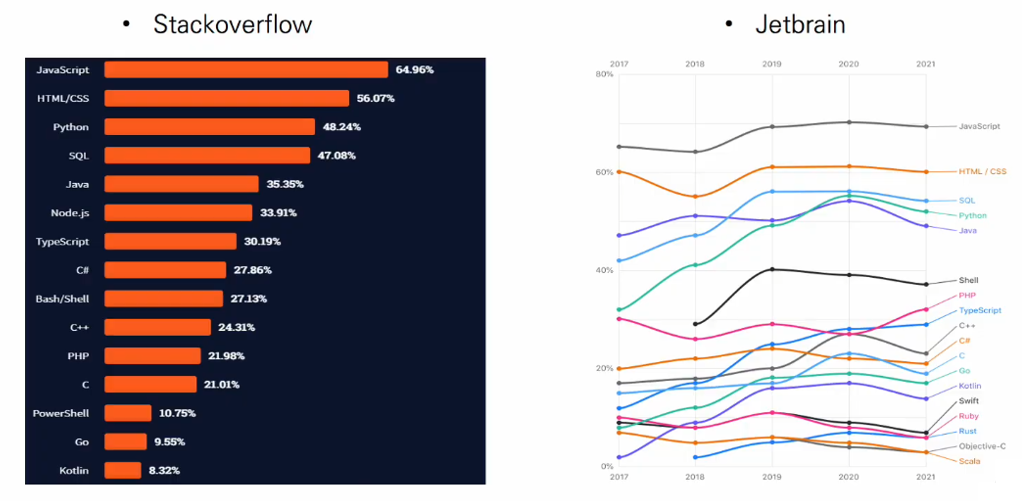 • Stackoverflow
JavaScript 64.96%
HTML/CSS 56.07%
Python 48.24%
SQL 47.08%
Java 35.35%
Node.js 33.91%
TypeScript 30.19%
C# 27.86%
Bash/Shell 27.13%
C++ 24.31%
PHP 21.98%
C 21.01%
PowerShell 10.75%
Go 9.55%
Kotlin 8.32%
• Jetbrain
2017 2018 2019 2020 2021
80%
JavaScript
60%
HTML / CSS
SQL
Python
Java
40%
Shell
PHP
TypeScript
C++
C#
C
20%
Go
Kotlin
Swift
Ruby
Rust
Objective-C
Scala
0%
2017 2018 2019 2020 2021